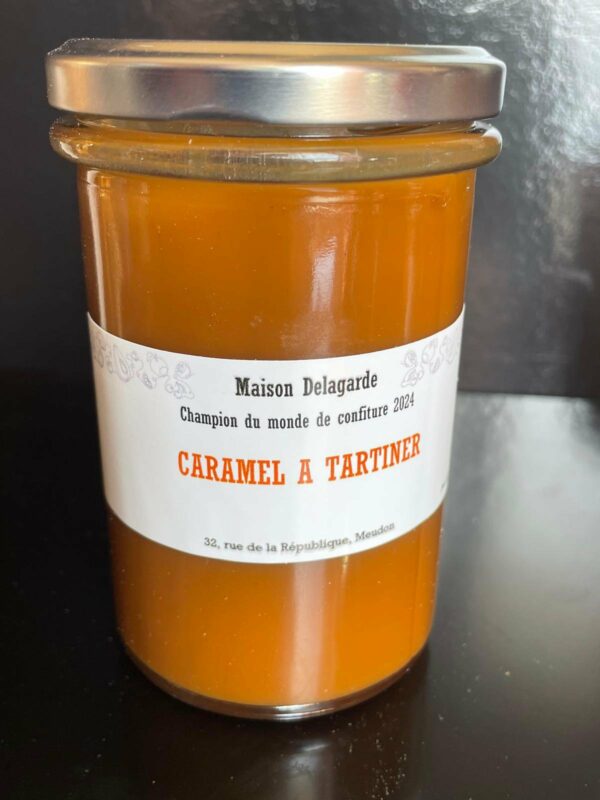 Maison Delagarde
Champion du monde de confiture 2024
CARAMEL A TARTINER
32, rue de la République, Meudon